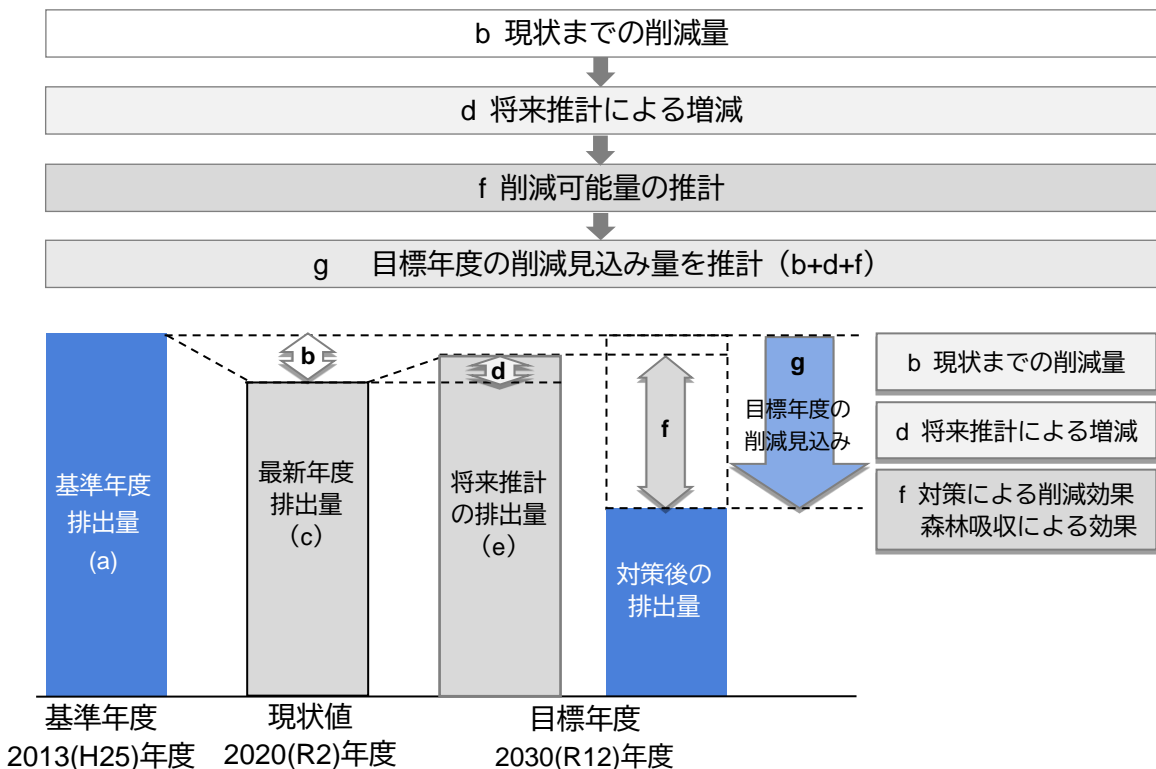 b 現状までの削減量
d 将来推計による増減
f 削減可能量の推計
g 目標年度の削減見込み量を推計（b+d+f）
基準年度
排出量
(a)
b
最新年度
排出量
（c）
d
将来推計
の排出量
（e）
f
対策後の
排出量
g
目標年度の
削減見込み
b 現状までの削減量
d 将来推計による増減
f 対策による削減効果
森林吸収による効果
基準年度
2013(H25)年度
現状値
2020(R2)年度
目標年度
2030(R12)年度